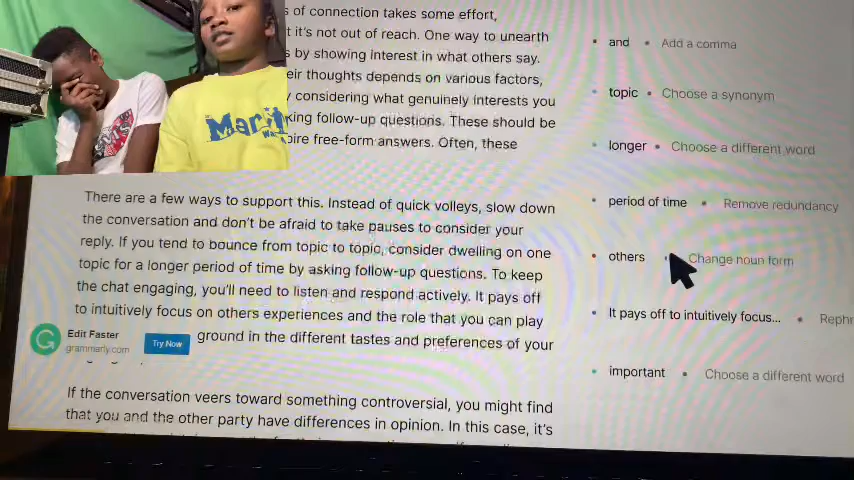 s of connection takes some effort,
t it's not out of reach. One way to unearth
s by showing interest in what others say.
eir thoughts depends on various factors,
y considering what genuinely interests you
king follow-up questions. These should be
pire free-form answers. Often, these
There are a few ways to support this. Instead of quick volleys, slow down
the conversation and don't be afraid to take pauses to consider your
reply. If you tend to bounce from topic to topic, consider dwelling on one
topic for a longer period of time by asking follow-up questions. To keep
the chat engaging, you'll need to listen and respond actively. It pays off
to intuitively focus on others experiences and the role that you can play
ground in the different tastes and preferences of your
If the conversation veers toward something controversial, you might find
that you and the other party have differences in opinion. In this case, it's
and • Add a comma
topic • Choose a synonym
longer • Choose a different word
period of time • Remove redundancy
others • Change noun form
It pays off to intuitively focus... • Rephr
important • Choose a different word
Edit Faster
grammarly.com
Try Now